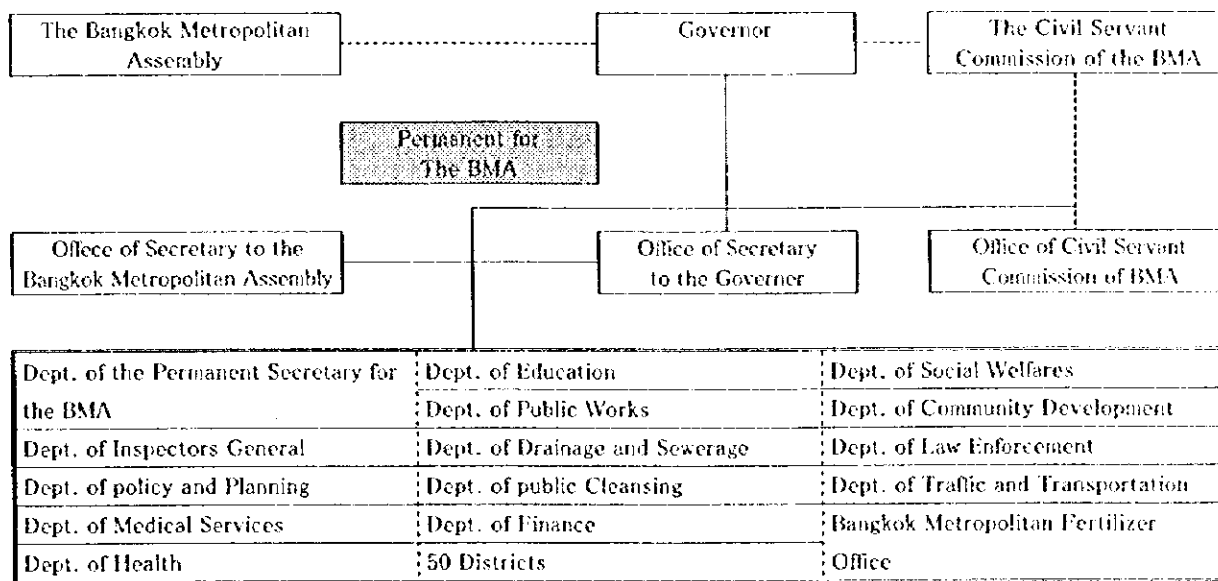 The Bangkok Metropolitan
Assembly
Governor
The Civil Servant
Commission of the BMA
Permanent for
The BMA
Offece of Secretary to the
Bangkok Metropolitan Assembly
Office of Secretary
to the Governer
Office of Civil Servant
Commission of BMA
Dept. of the Permanent Secretary for
the BMA
Dept. of Inspectors General
Dept. of policy and Planning
Dept. of Medical Services
Dept. of Health
Dept. of Education
Dept. of Public Works
Dept. of Drainage and Sewerage
Dept. of public Cleansing
Dept. of Finance
50 Districts
Dept. of Social Welfares
Dept. of Community Development
Dept. of Law Enforcement
Dept. of Traffic and Transportation
Bangkok Metropolitan Fertilizer
Office